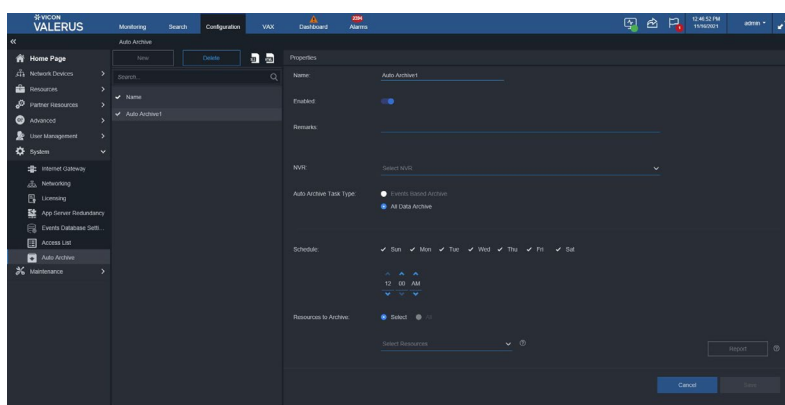 VICON
VALERUS
Monitoring
Search
Configuration
VAX
Dashboard
2394
Alarms
12:46:52 PM
11/16/2021
admin
Auto Archive
Home Page
Network Devices
Resources
Partner Resources
Advanced
User Management
System
Internet Gateway
Networking
Licensing
App Server Redundancy
Events Database Setti...
Access List
Auto Archive
Maintenance
New
Delete
Search...
Name
Auto Archive1
Properties
Name:
Auto Archive1
Enabled:
Remarks:
NVR:
Select NVR
Auto Archive Task Type:
Events Based Archive
All Data Archive
Schedule:
Sun Mon Tue Wed Thu Fri Sat
12 00 AM
Resources to Archive:
Select All
Select Resources
Report
Cancel
Save